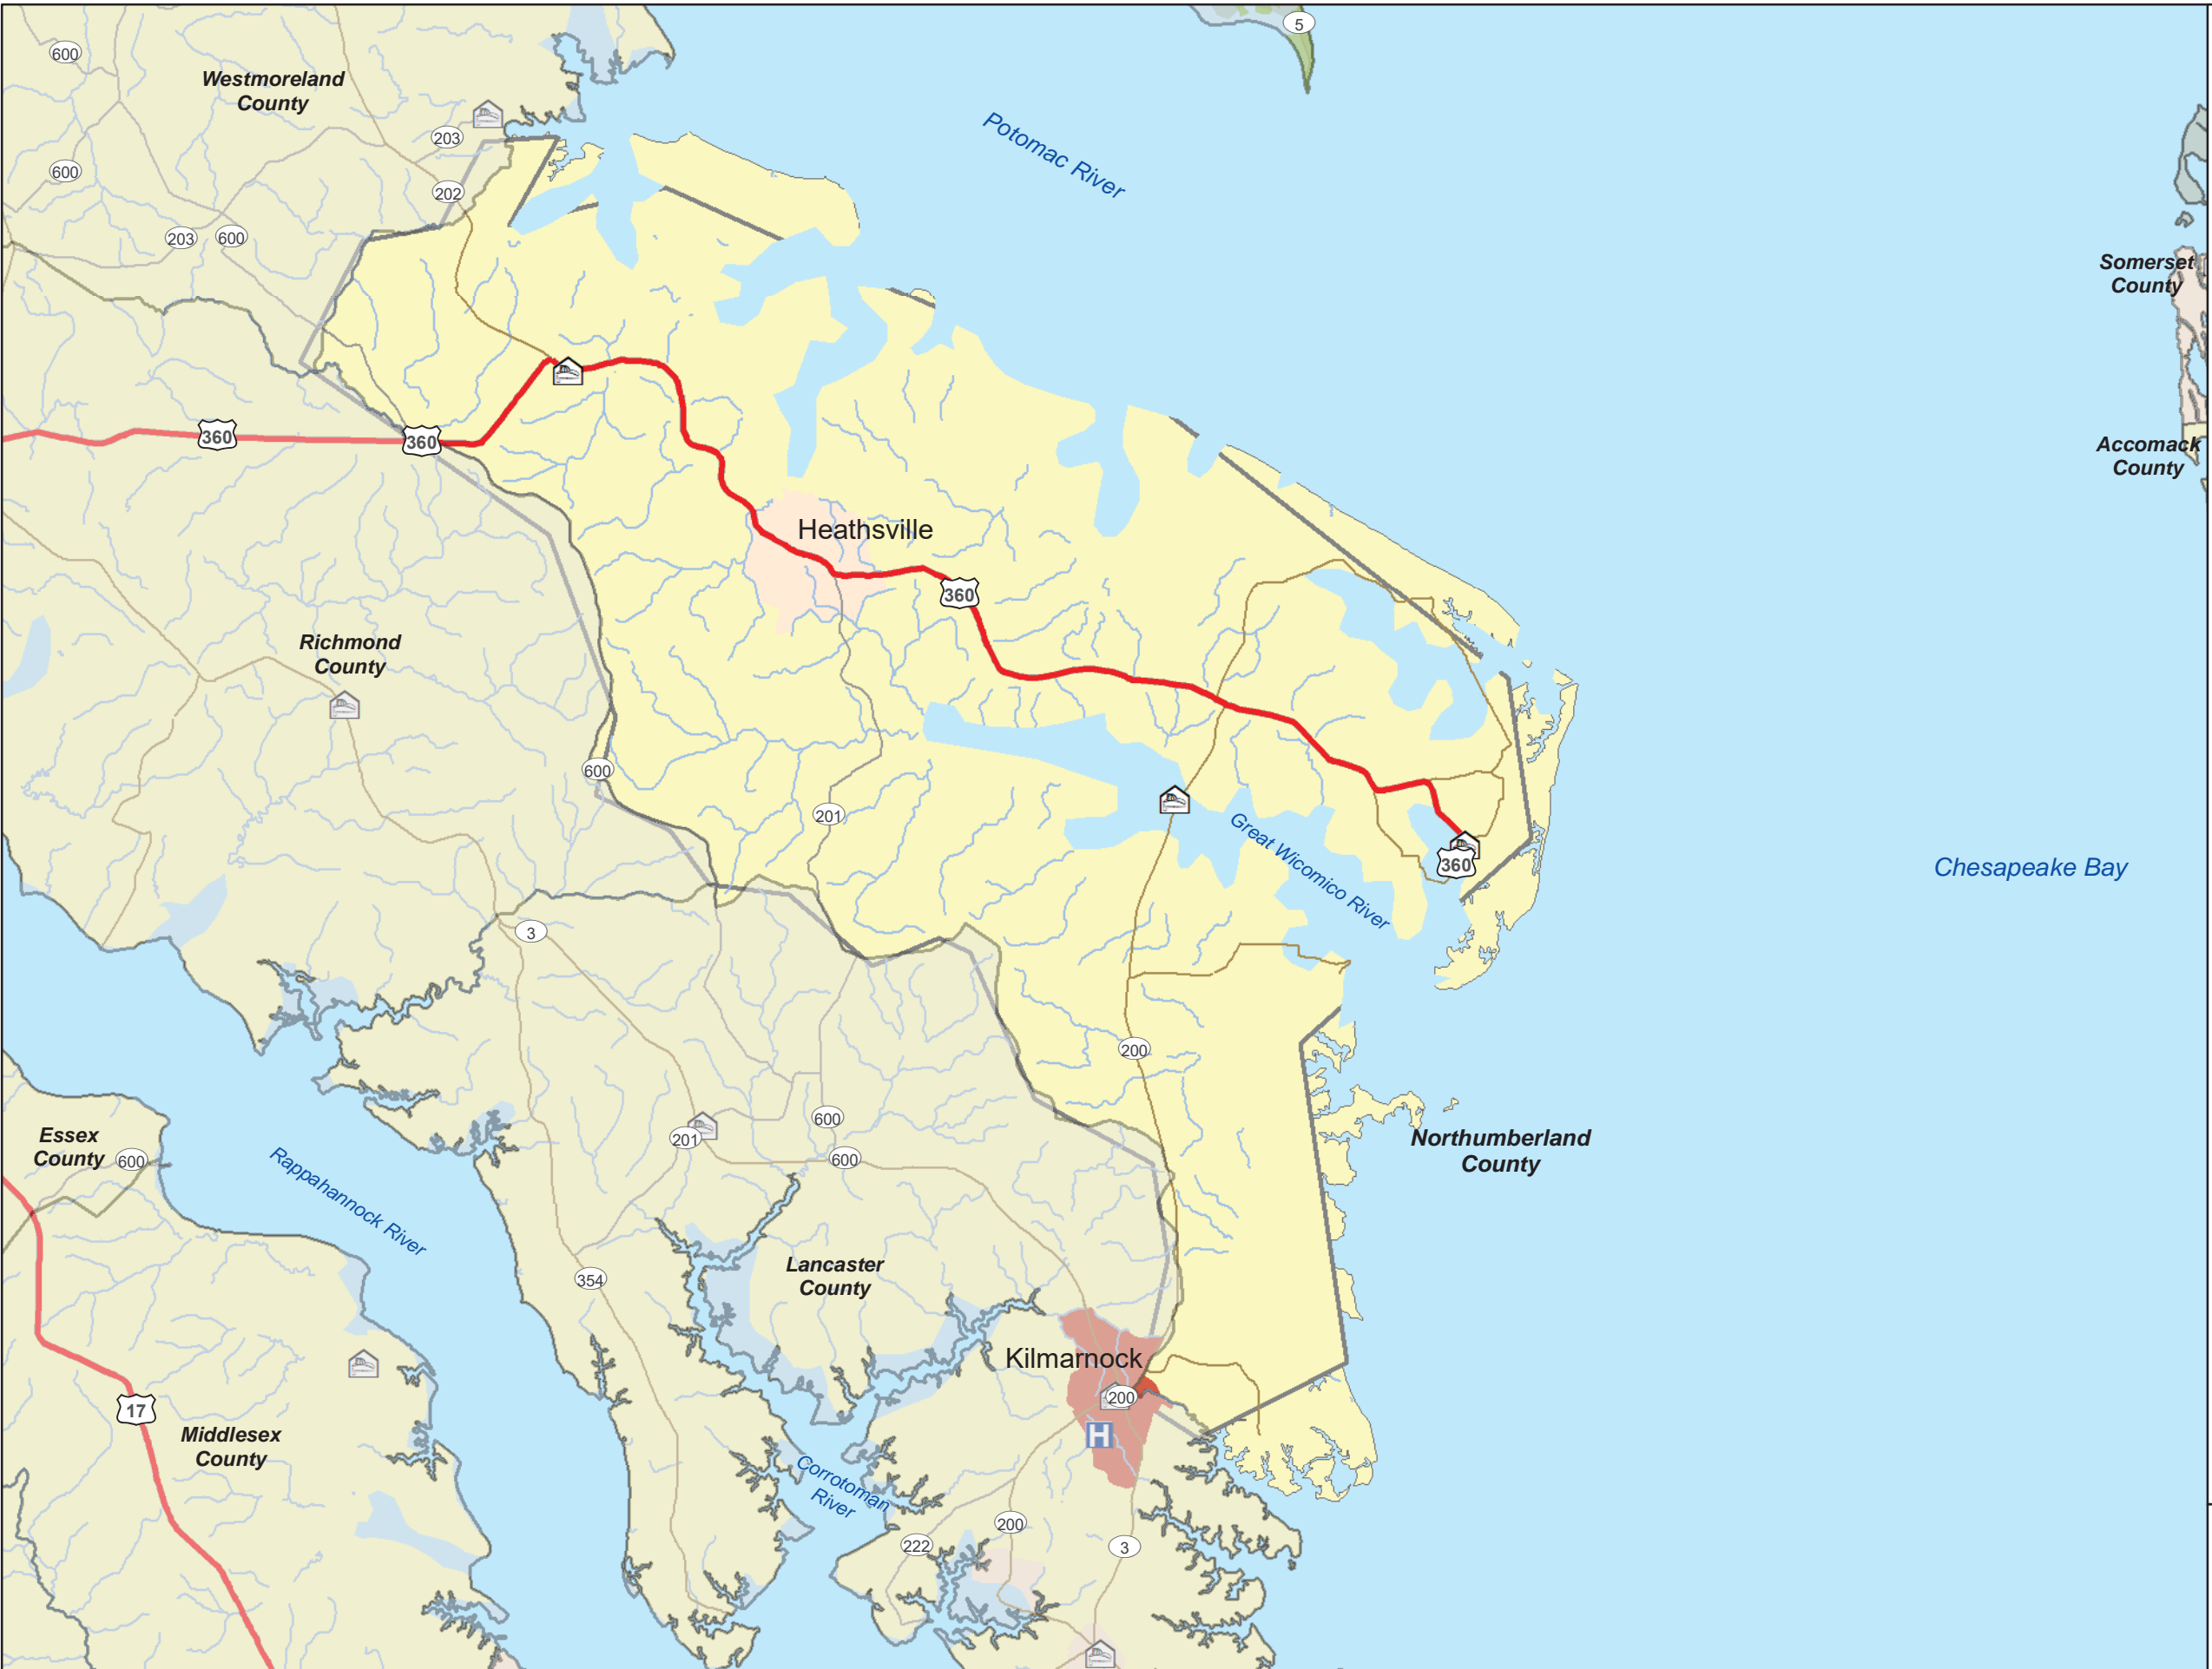 5
600
Westmoreland
County
203
Potomac River
600
202
203
600
Somerset
County
360
360
Accomack
County
Heathsville
360
Richmond
County
600
201
Great Wicomico River
360
Chesapeake Bay
3
200
600
201
600
Essex
County
600
Northumberland
County
Rappahannock River
Lancaster
County
354
Kilmarnock
200
17
H
Middlesex
County
Corrotoman
River
200
222
3